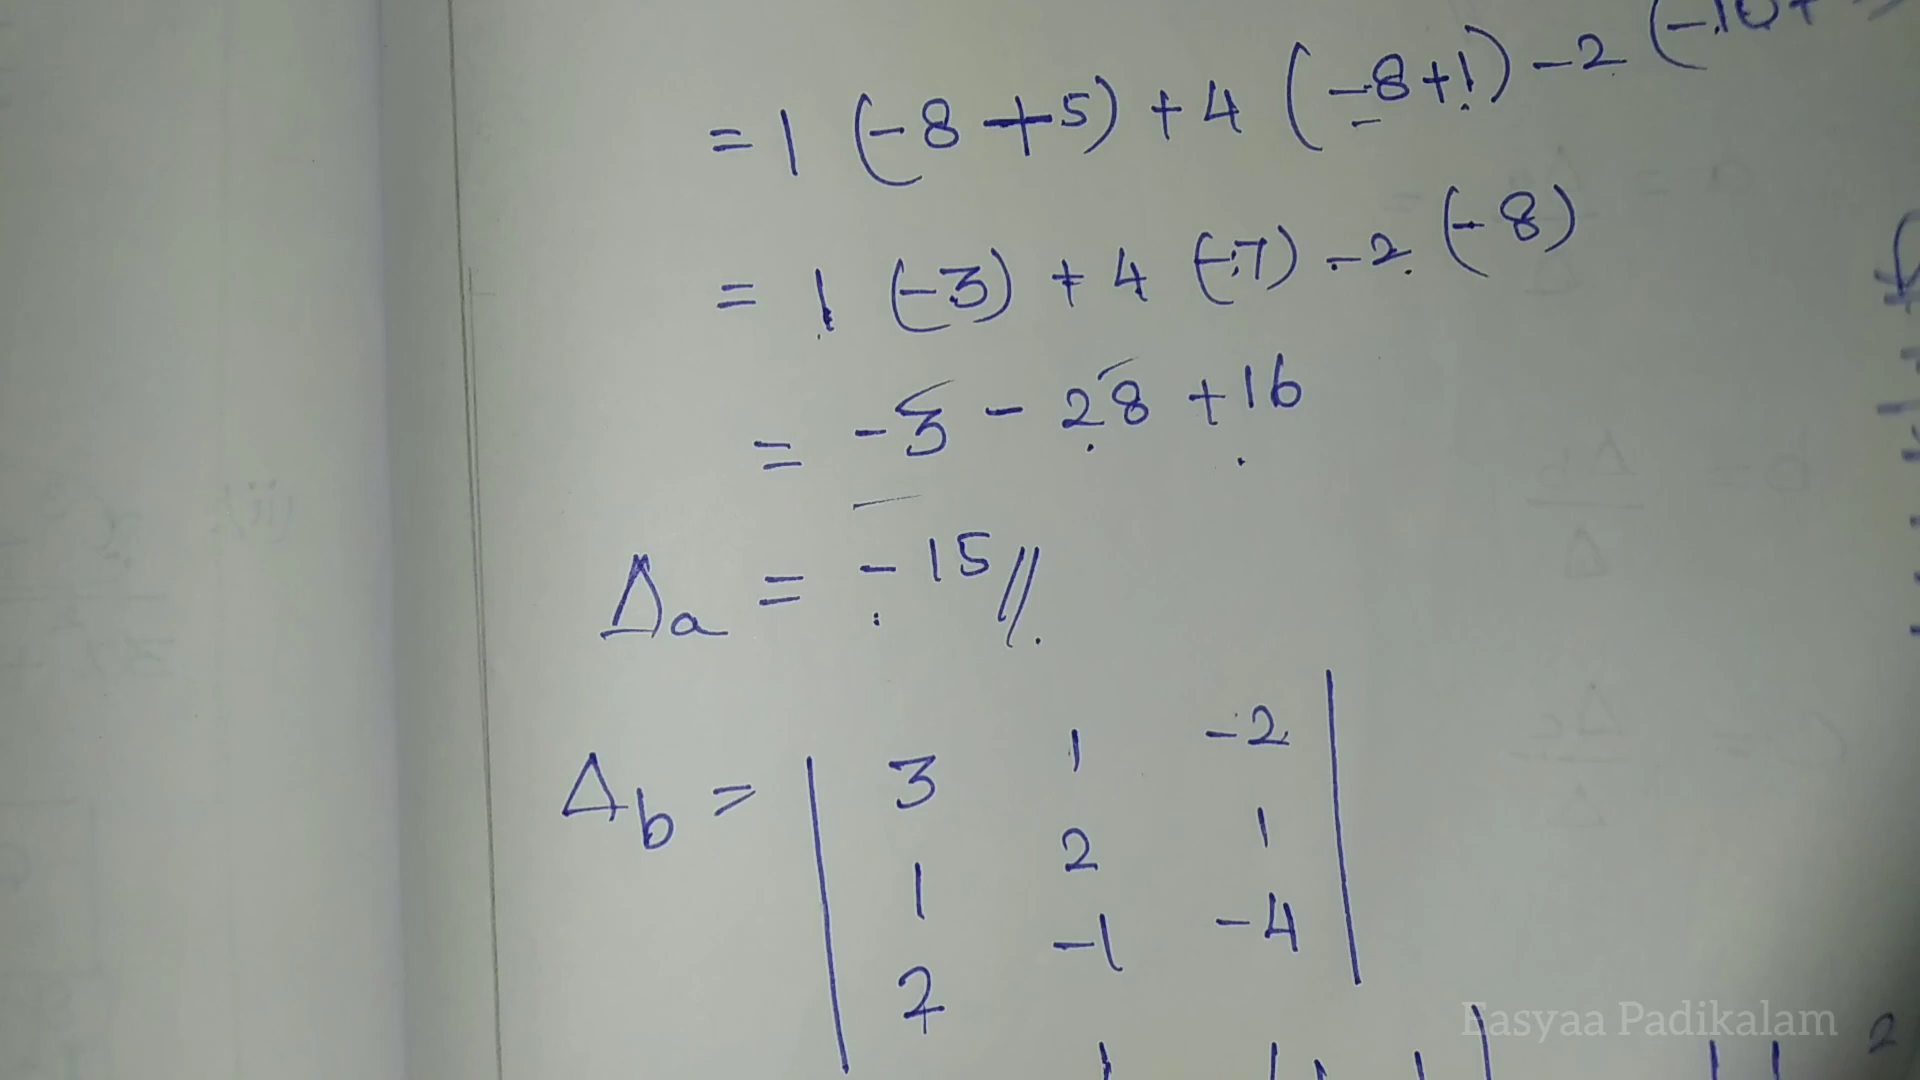 = 1 (-8 + 5) + 4 (-8+1) - 2 (-10+
= 1 (-3) + 4 (-7) - 2 (-8)
= -3 - 28 + 16
Δa = -15 //.
Δb = | 3 1 -2 |
1 2 1
2 -1 -4
Easyaa Padikalam